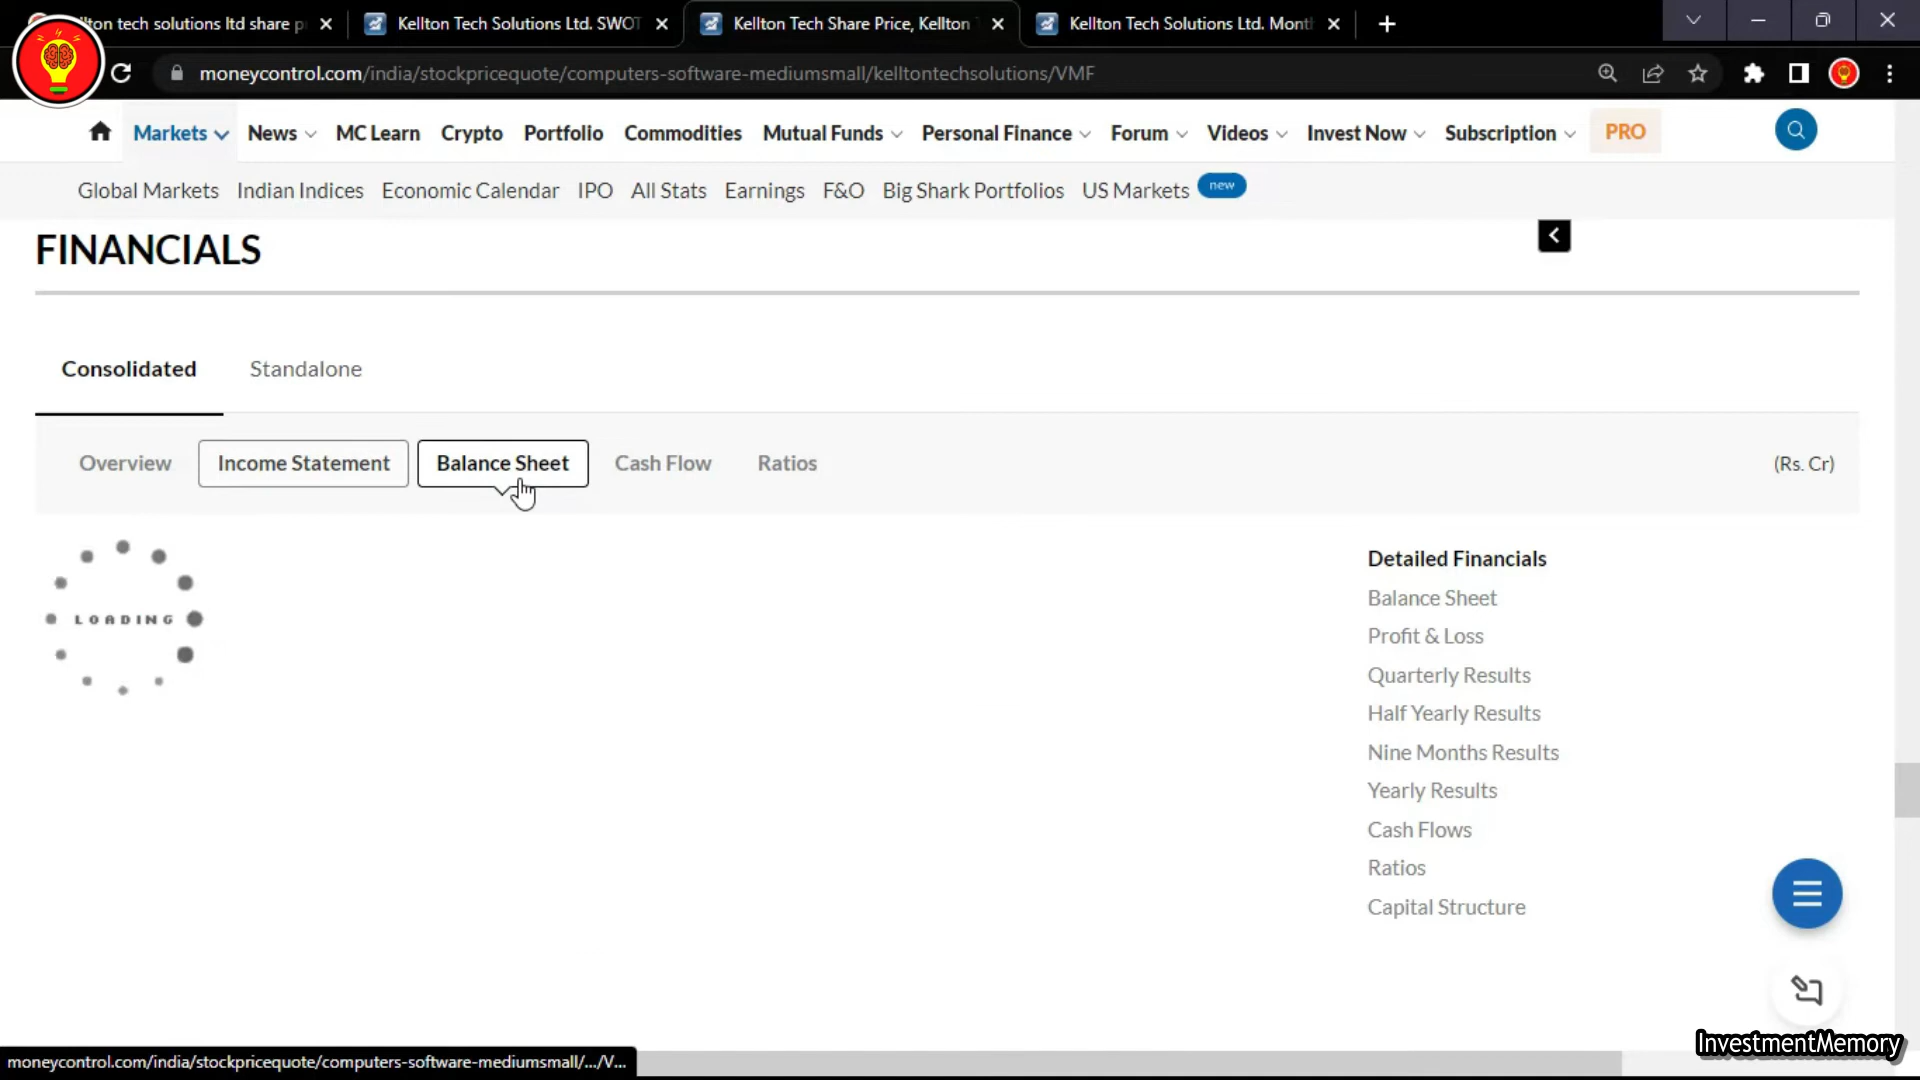 llton tech solutions ltd share p
Kellton Tech Solutions Ltd. SWOT
Kellton Tech Share Price, Kellton
Kellton Tech Solutions Ltd. Mont
moneycontrol.com/india/stockpricequote/computers-software-mediumsmall/kelltontechsolutions/VMF
Markets News MC Learn Crypto Portfolio Commodities Mutual Funds Personal Finance Forum Videos Invest Now Subscription PRO
Global Markets Indian Indices Economic Calendar IPO All Stats Earnings F&O Big Shark Portfolios US Markets new
FINANCIALS
Consolidated Standalone
Overview Income Statement Balance Sheet Cash Flow Ratios (Rs. Cr)
LOADING
Detailed Financials
Balance Sheet
Profit & Loss
Quarterly Results
Half Yearly Results
Nine Months Results
Yearly Results
Cash Flows
Ratios
Capital Structure
InvestmentMemory
moneycontrol.com/india/stockpricequote/computers-software-mediumsmall/.../V...